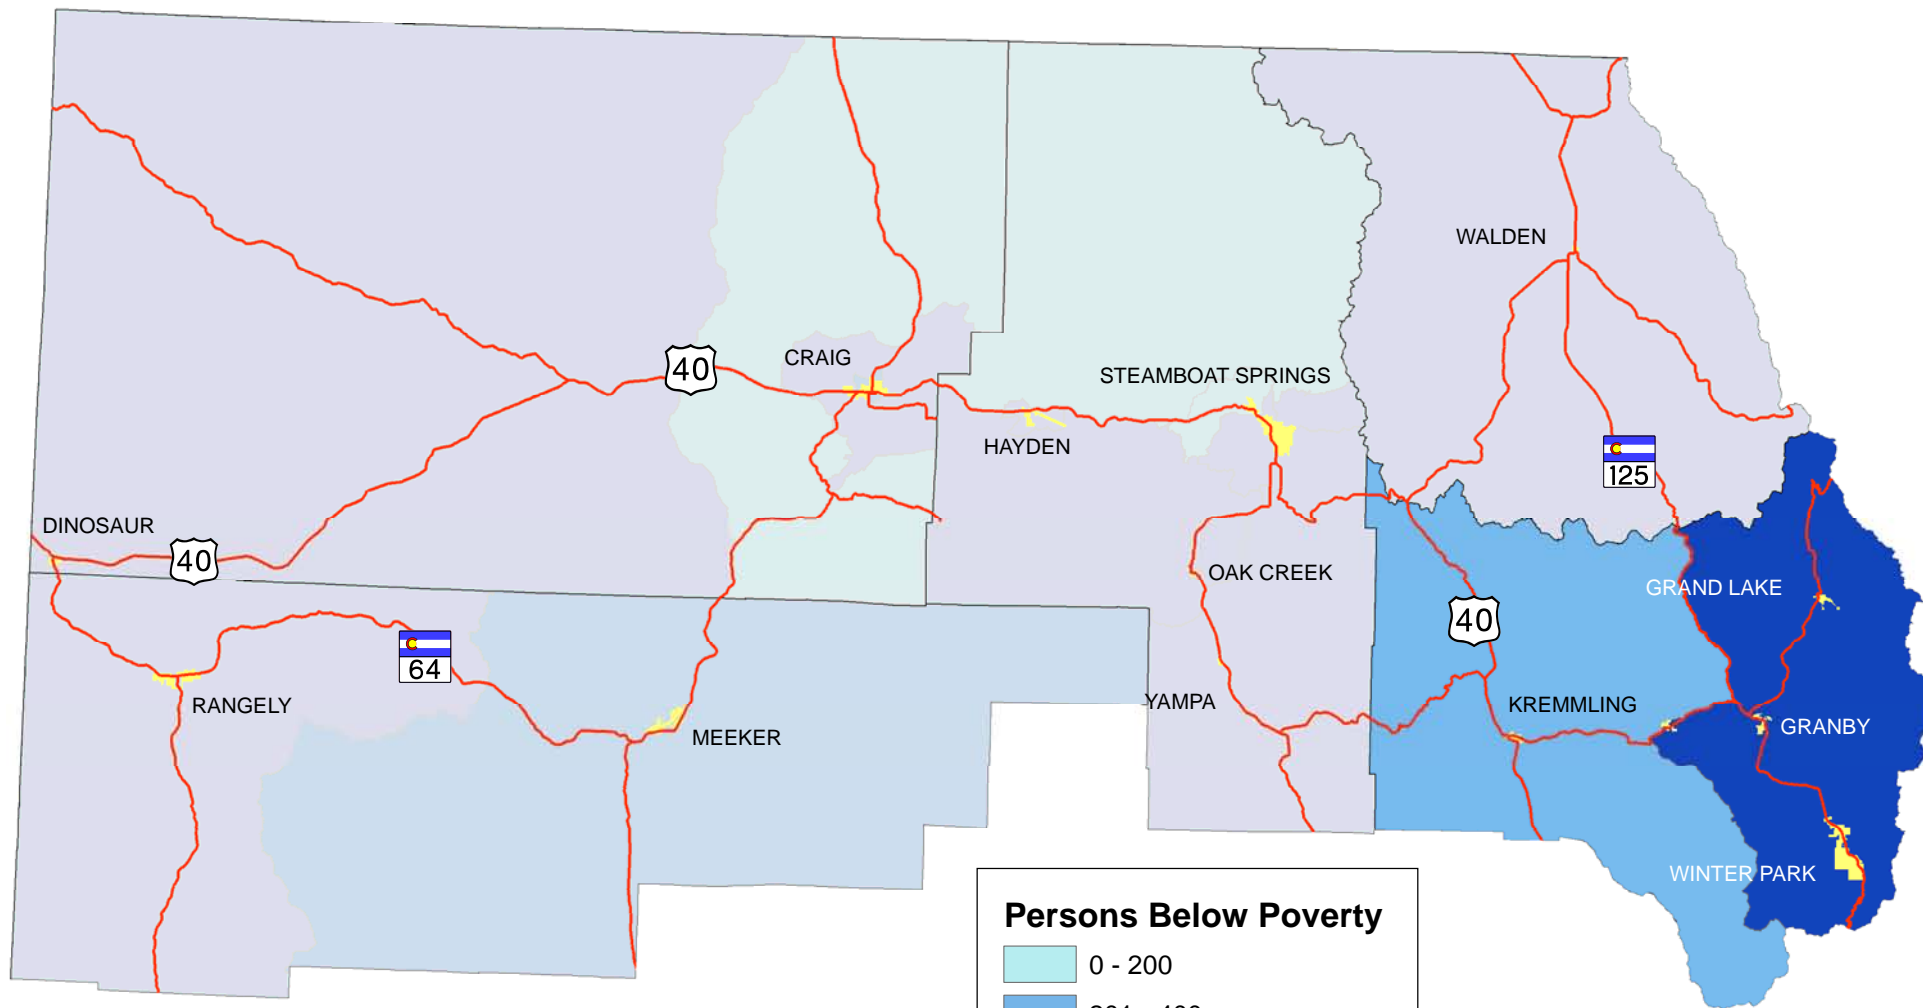 WALDEN
CRAIG
40
STEAMBOAT SPRINGS
HAYDEN
125
DINOSAUR
40
OAK CREEK
GRAND LAKE
40
64
RANGELY
YAMPA
KREMMLING
MEEKER
GRANBY
WINTER PARK
Persons Below Poverty
0 - 200